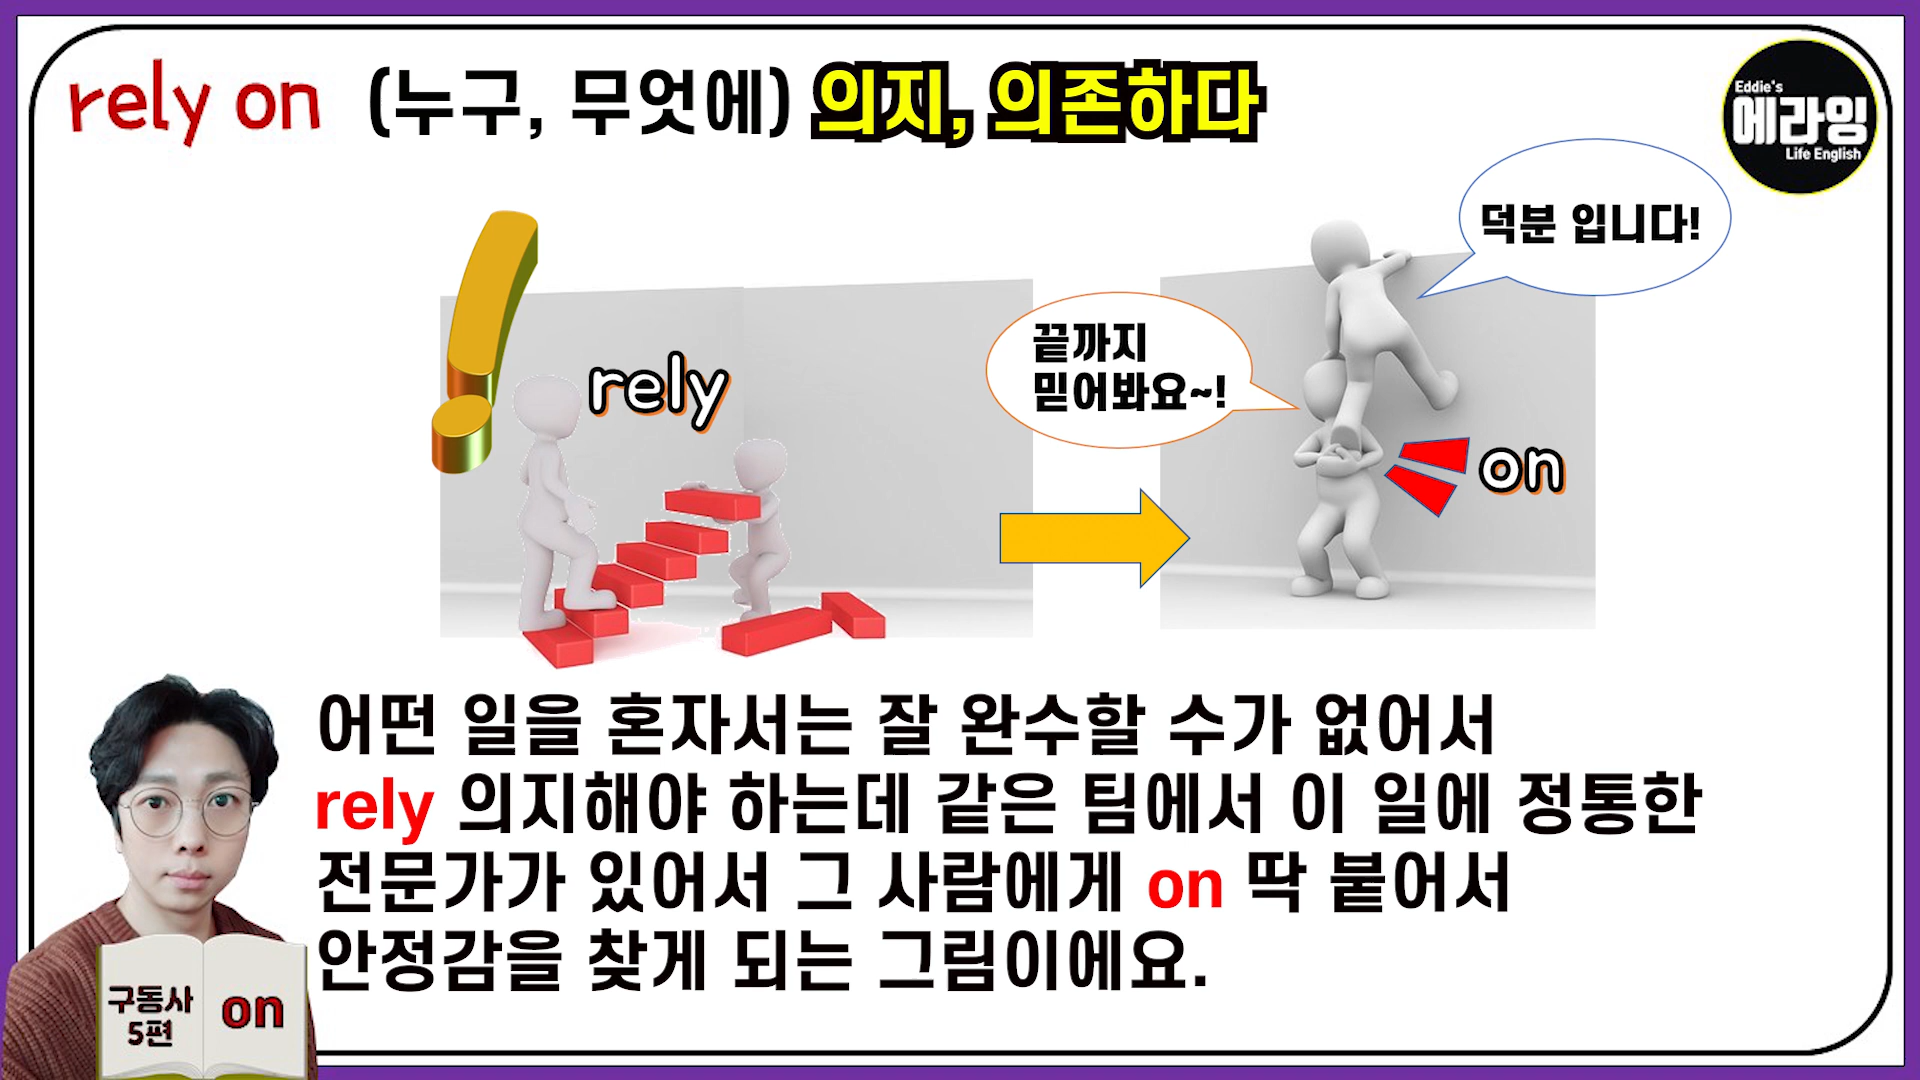 rely on (누구, 무엇에) 의지, 의존하다
Eddie's
에라잉
Life English
덕분 입니다!
끝까지
믿어봐요~!
rely
on
어떤 일을 혼자서는 잘 완수할 수가 없어서
rely 의지해야 하는데 같은 팀에서 이 일에 정통한
전문가가 있어서 그 사람에게 on 딱 붙어서
안정감을 찾게 되는 그림이에요.
구동사
5편
on